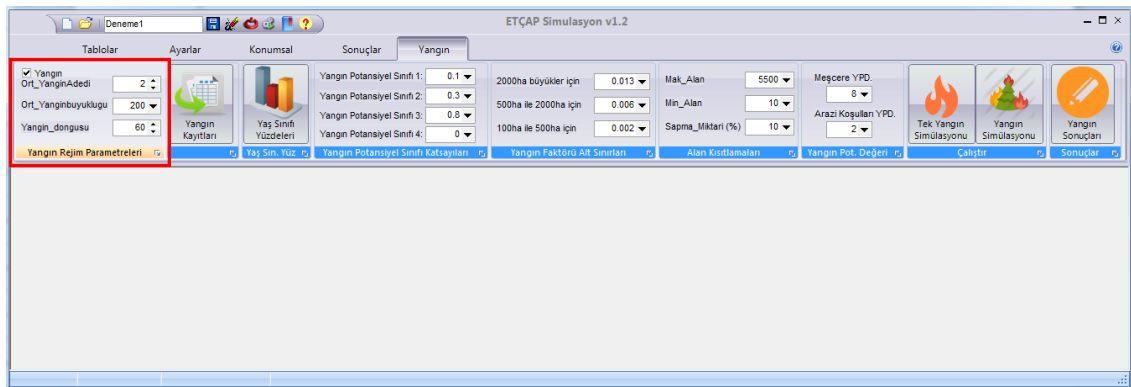 Deneme1
ETÇAP Simulasyon v1.2
Tablolar Ayarlar Konumsal Sonuçlar Yangın
Yangın
Ort_YanginAdedi 2
Ort_Yanginbuyuklugu 200
Yangin_dongusu 60
Yangın Rejim Parametreleri
Yangın
Kayıtları
Yaş Sınıfı
Yüzdeleri
Yaş Sın. Yüz
Yangın Potansiyel Sınıfı 1: 0.1
Yangın Potansiyel Sınıfı 2: 0.3
Yangın Potansiyel Sınıfı 3: 0.8
Yangın Potansiyel Sınıfı 4: 0
Yangın Potansiyel Sınıfı Katsayıları
2000ha büyükler için 0.013
500ha ile 2000ha için 0.006
100ha ile 500ha için 0.002
Yangın Faktörü Alt Sınırları
Mak_Alan 5500
Min_Alan 10
Sapma_Miktari (%) 10
Alan Kısıtlamaları
Meşcere YPD.
8
Arazi Koşulları YPD.
2
Yangın Pot. Değeri
Tek Yangın
Simülasyonu
Yangın
Simülasyonu
Çalıştır
Yangın
Sonuçları
Sonuçlar